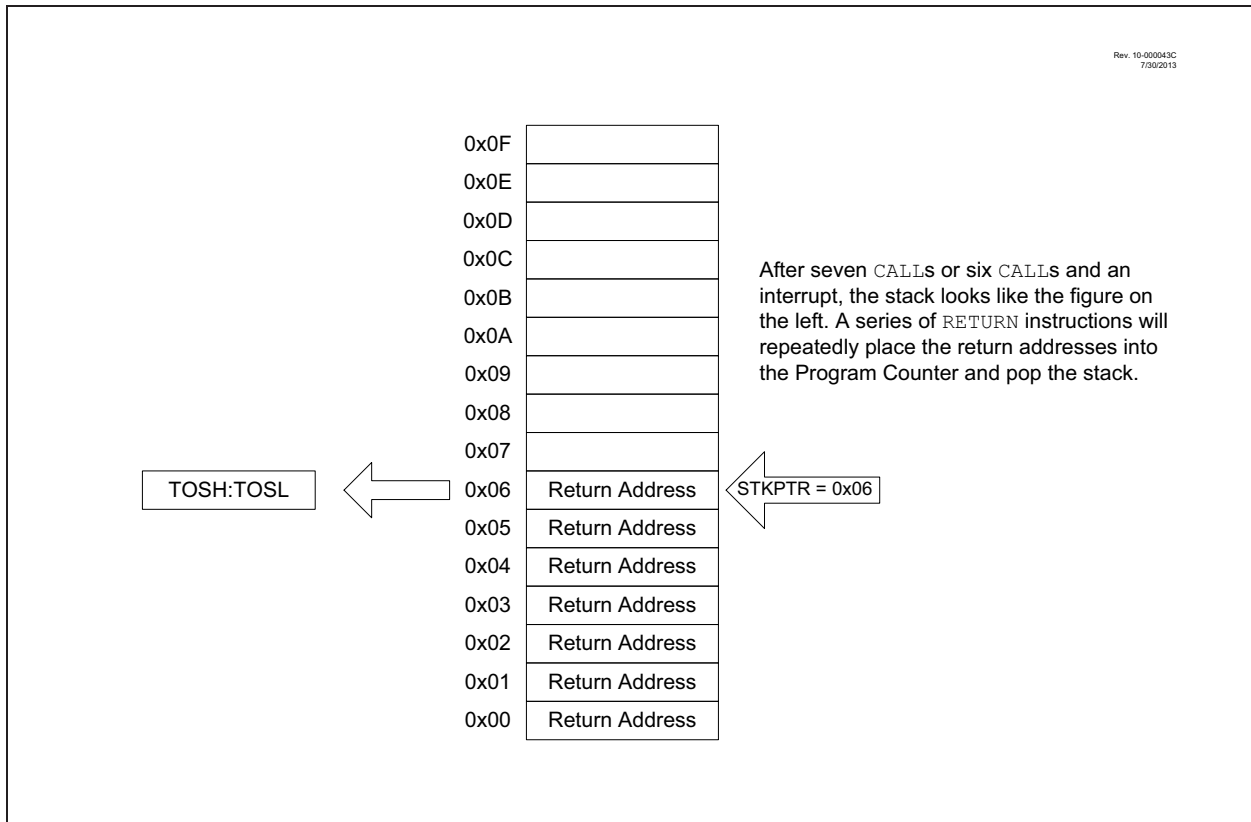 Rev. 10-000043C
7/30/2013
0x0F
0x0E
0x0D
0x0C
0x0B
0x0A
0x09
0x08
0x07
After seven CALLs or six CALLs and an
interrupt, the stack looks like the figure on
the left. A series of RETURN instructions will
repeatedly place the return addresses into
the Program Counter and pop the stack.
TOSH:TOSL
0x06 Return Address
STKPTR = 0x06
0x05 Return Address
0x04 Return Address
0x03 Return Address
0x02 Return Address
0x01 Return Address
0x00 Return Address